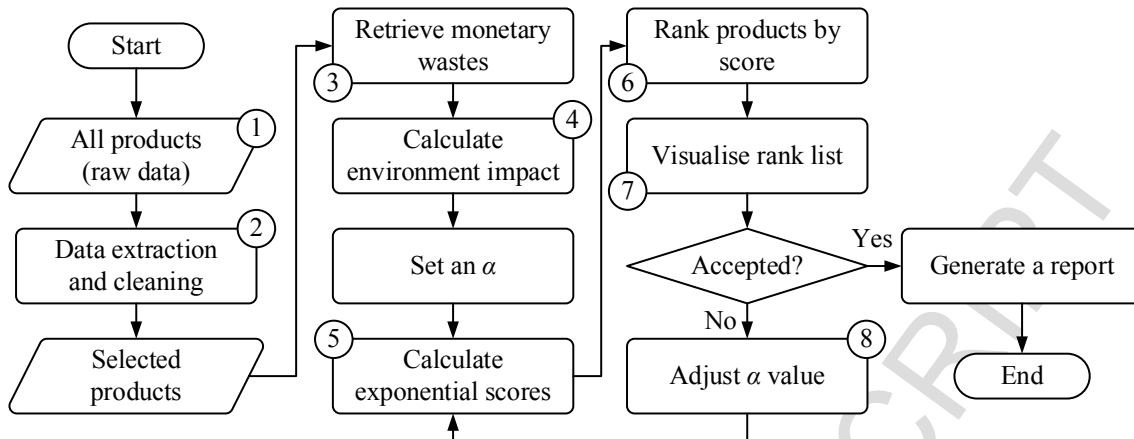 Start
1
All products
(raw data)
2
Data extraction
and cleaning
Selected
products
Retrieve monetary
wastes
3
4
Calculate
environment impact
Set an α
5
Calculate
exponential scores
Rank products by
score
6
Visualise rank list
7
Accepted?
Yes
No
8
Adjust α value
Generate a report
End
CRIPT